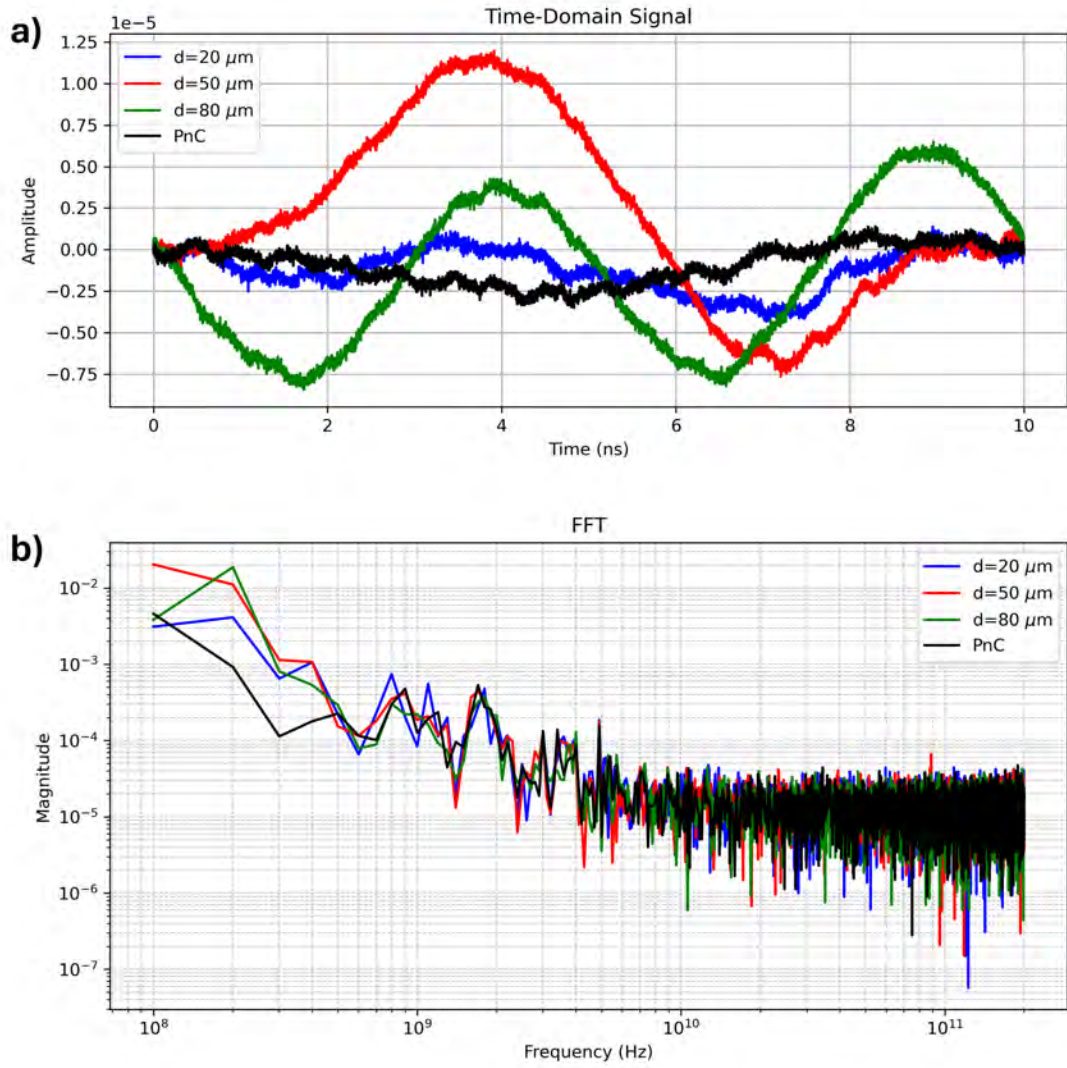 a)
Time-Domain Signal
1e−5
1.25
1.00
0.75
0.50
0.25
0.00
−0.25
−0.50
−0.75
Amplitude
d=20 μm
d=50 μm
d=80 μm
PnC
0 2 4 6 8 10
Time (ns)
b)
FFT
10⁻²
10⁻³
10⁻⁴
10⁻⁵
10⁻⁶
10⁻⁷
Magnitude
d=20 μm
d=50 μm
d=80 μm
PnC
10⁸ 10⁹ 10¹⁰ 10¹¹
Frequency (Hz)